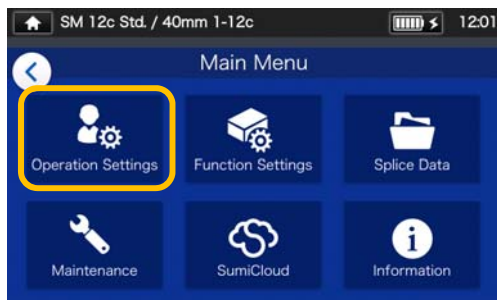 SM 12c Std. / 40mm 1-12c 12:01
Main Menu
Operation Settings Function Settings Splice Data
Maintenance SumiCloud Information